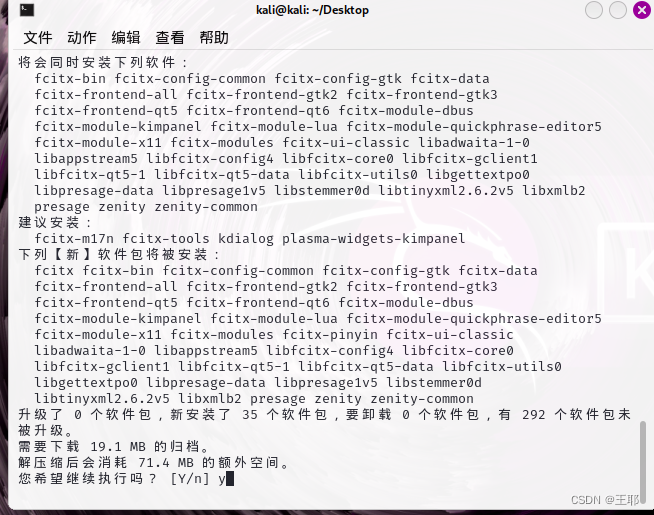 kali@kali: ~/Desktop
文件 动作 编辑 查看 帮助
将会同时安装下列软件：
fcitx-bin fcitx-config-common fcitx-config-gtk fcitx-data
fcitx-frontend-all fcitx-frontend-gtk2 fcitx-frontend-gtk3
fcitx-frontend-qt5 fcitx-frontend-qt6 fcitx-module-dbus
fcitx-module-kimpanel fcitx-module-lua fcitx-module-quickphrase-editor5
fcitx-module-x11 fcitx-modules fcitx-ui-classic libadwaita-1-0
libappstream5 libfcitx-config4 libfcitx-core0 libfcitx-gclient1
libfcitx-qt5-1 libfcitx-qt5-data libfcitx-utils0 libgettextpo0
libpresage-data libpresage1v5 libstemmer0d libtinyxml2.6.2v5 libxmlb2
presage zenity zenity-common
建议安装：
fcitx-m17n fcitx-tools kdialog plasma-widgets-kimpanel
下列【新】软件包将被安装：
fcitx fcitx-bin fcitx-config-common fcitx-config-gtk fcitx-data
fcitx-frontend-all fcitx-frontend-gtk2 fcitx-frontend-gtk3
fcitx-frontend-qt5 fcitx-frontend-qt6 fcitx-module-dbus
fcitx-module-kimpanel fcitx-module-lua fcitx-module-quickphrase-editor5
fcitx-module-x11 fcitx-modules fcitx-pinyin fcitx-ui-classic
libadwaita-1-0 libappstream5 libfcitx-config4 libfcitx-core0
libfcitx-gclient1 libfcitx-qt5-1 libfcitx-qt5-data libfcitx-utils0
libgettextpo0 libpresage-data libpresage1v5 libstemmer0d
libtinyxml2.6.2v5 libxmlb2 presage zenity zenity-common
升级了 0 个软件包，新安装了 35 个软件包，要卸载 0 个软件包，有 292 个软件包未
被升级。
需要下载 19.1 MB 的归档。
解压缩后会消耗 71.4 MB 的额外空间。
您希望继续执行吗？ [Y/n] y
CSDN @王耶